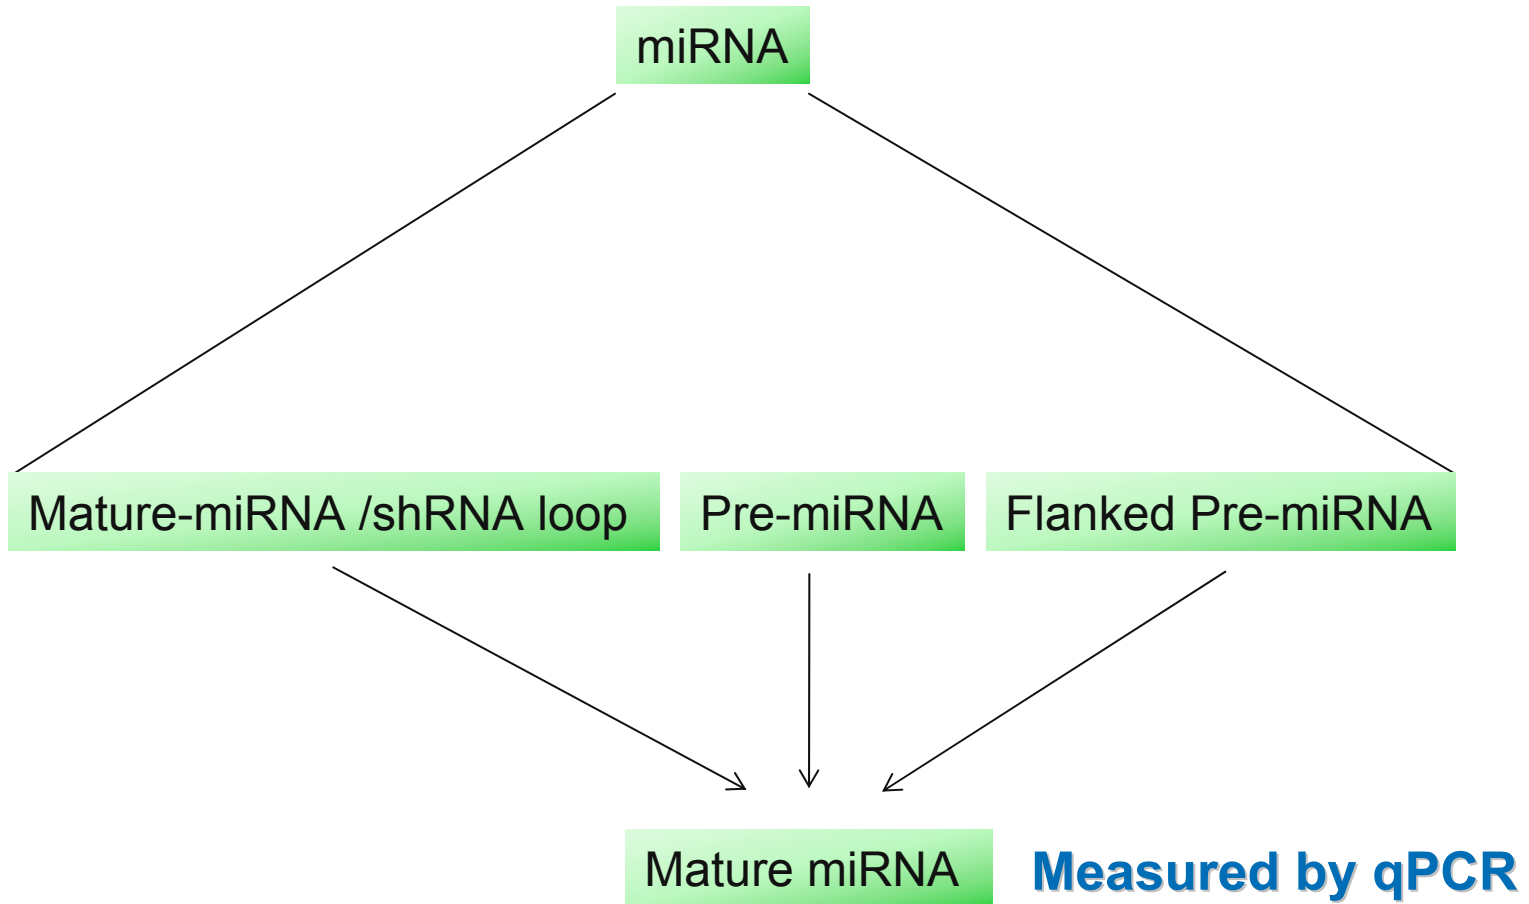 miRNA
Mature-miRNA /shRNA loop
Pre-miRNA
Flanked Pre-miRNA
Mature miRNA
Measured by qPCR